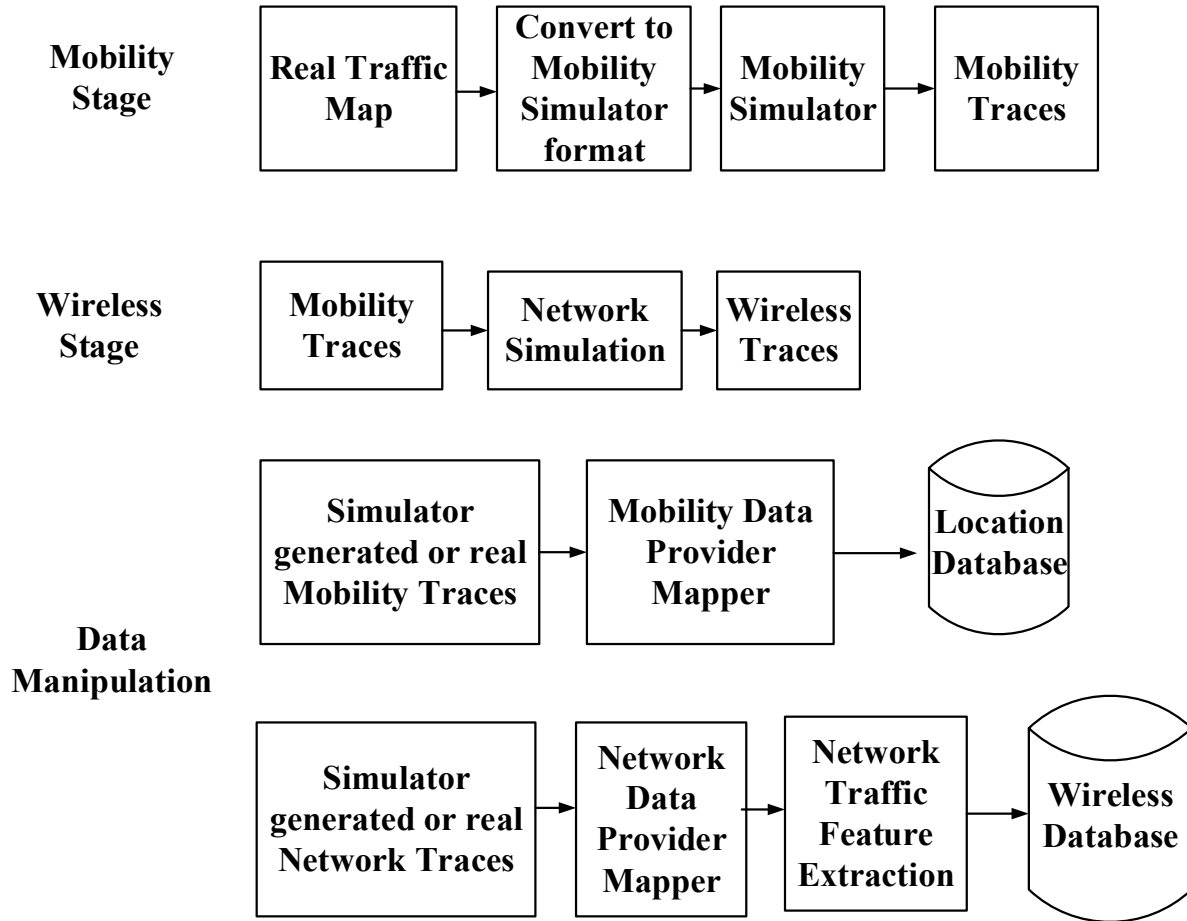 Mobility
Stage
Real Traffic
Map
Convert to
Mobility
Simulator
format
Mobility
Simulator
Mobility
Traces
Wireless
Stage
Mobility
Traces
Network
Simulation
Wireless
Traces
Data
Manipulation
Simulator
generated or real
Mobility Traces
Mobility Data
Provider
Mapper
Location
Database
Simulator
generated or real
Network Traces
Network
Data
Provider
Mapper
Network
Traffic
Feature
Extraction
Wireless
Database